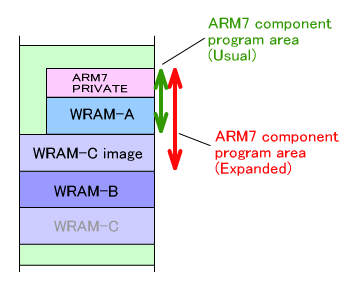 ARM7 component
program area
(Usual)
ARM7
PRIVATE
WRAM-A
ARM7 component
program area
(Expanded)
WRAM-C image
WRAM-B
WRAM-C